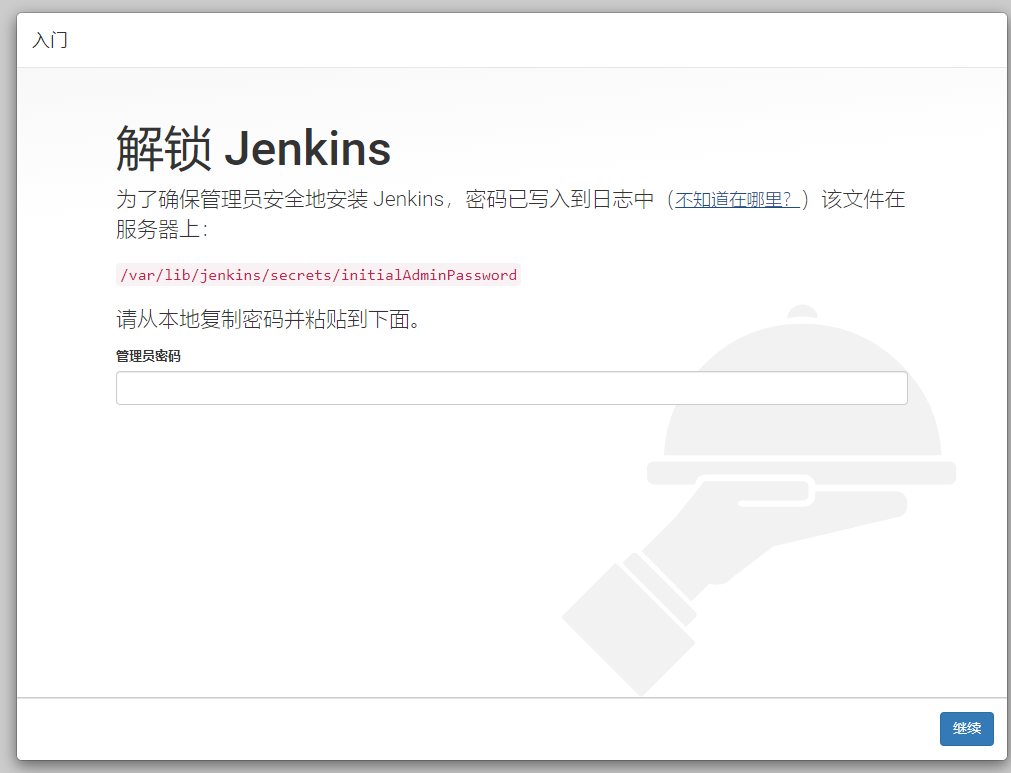 入门
解锁 Jenkins
为了确保管理员安全地安装 Jenkins，密码已写入到日志中（不知道在哪里？）该文件在
服务器上：
/var/lib/jenkins/secrets/initialAdminPassword
请从本地复制密码并粘贴到下面。
管理员密码
继续